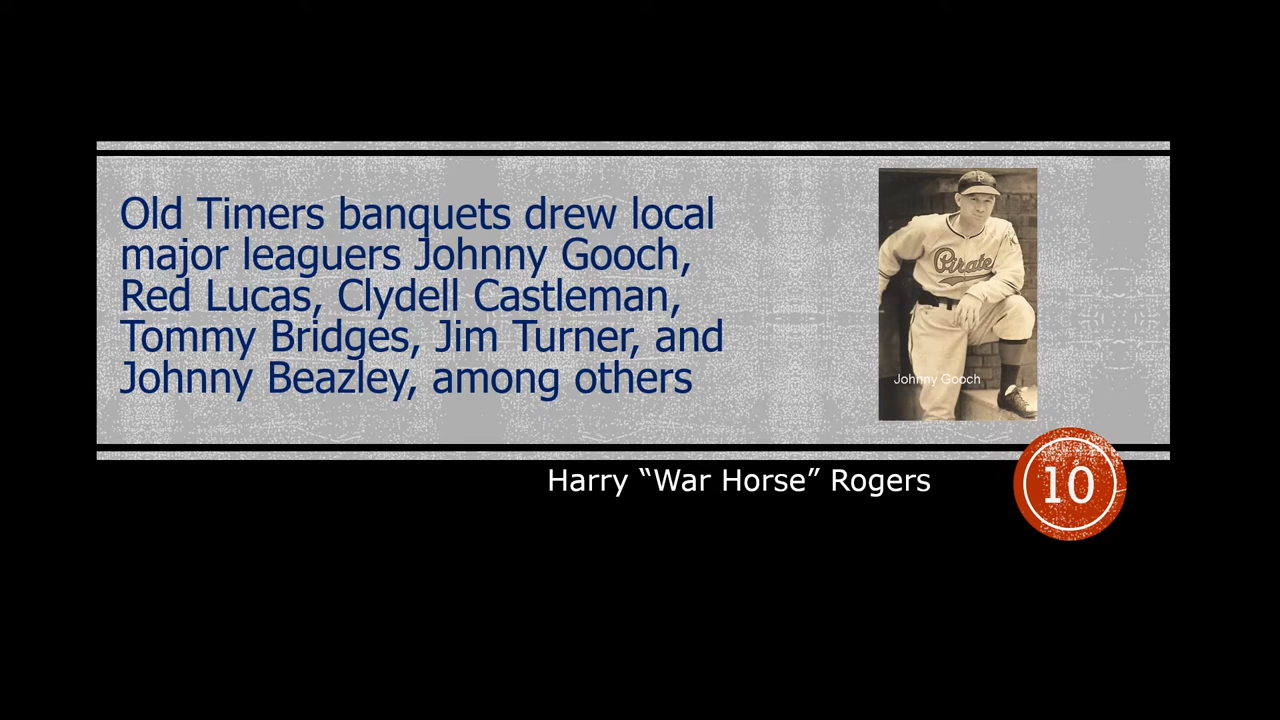 Old Timers banquets drew local
major leaguers Johnny Gooch,
Red Lucas, Clydell Castleman,
Tommy Bridges, Jim Turner, and
Johnny Beazley, among others
P
Pirate
Johnny Gooch
Harry “War Horse” Rogers
10